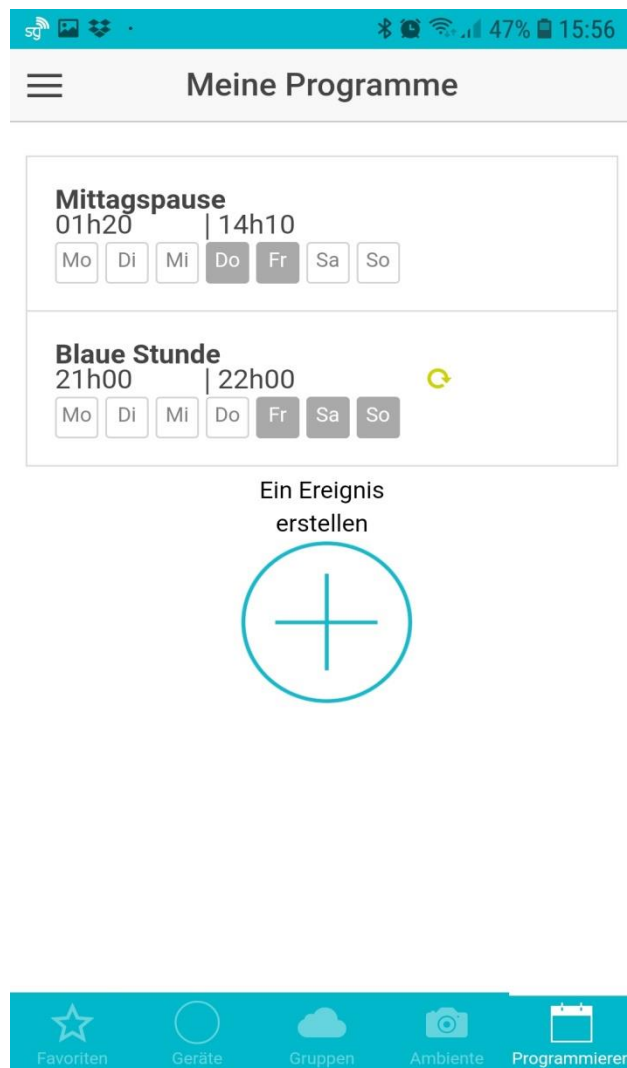 sg 47% 15:56
Meine Programme
Mittagspause
01h20 | 14h10
Mo Di Mi Do Fr Sa So
Blaue Stunde
21h00 | 22h00
Mo Di Mi Do Fr Sa So
Ein Ereignis
erstellen
Favoriten Geräte Gruppen Ambiente Programmieren